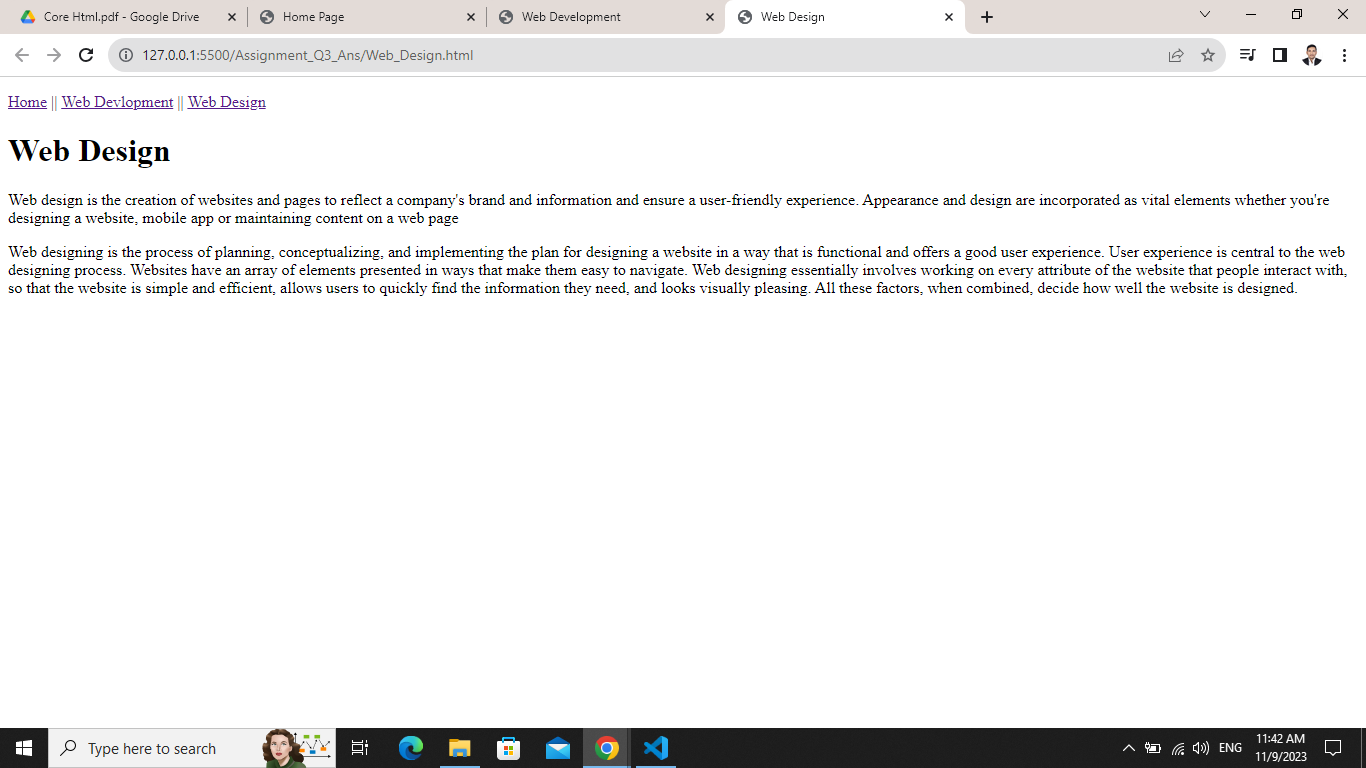 Core Html.pdf - Google Drive
Home Page
Web Development
Web Design
127.0.0.1:5500/Assignment_Q3_Ans/Web_Design.html
Home || Web Devlopment || Web Design
Web Design
Web design is the creation of websites and pages to reflect a company's brand and information and ensure a user-friendly experience. Appearance and design are incorporated as vital elements whether you're
designing a website, mobile app or maintaining content on a web page
Web designing is the process of planning, conceptualizing, and implementing the plan for designing a website in a way that is functional and offers a good user experience. User experience is central to the web
designing process. Websites have an array of elements presented in ways that make them easy to navigate. Web designing essentially involves working on every attribute of the website that people interact with,
so that the website is simple and efficient, allows users to quickly find the information they need, and looks visually pleasing. All these factors, when combined, decide how well the website is designed.
Type here to search
ENG
11:42 AM
11/9/2023